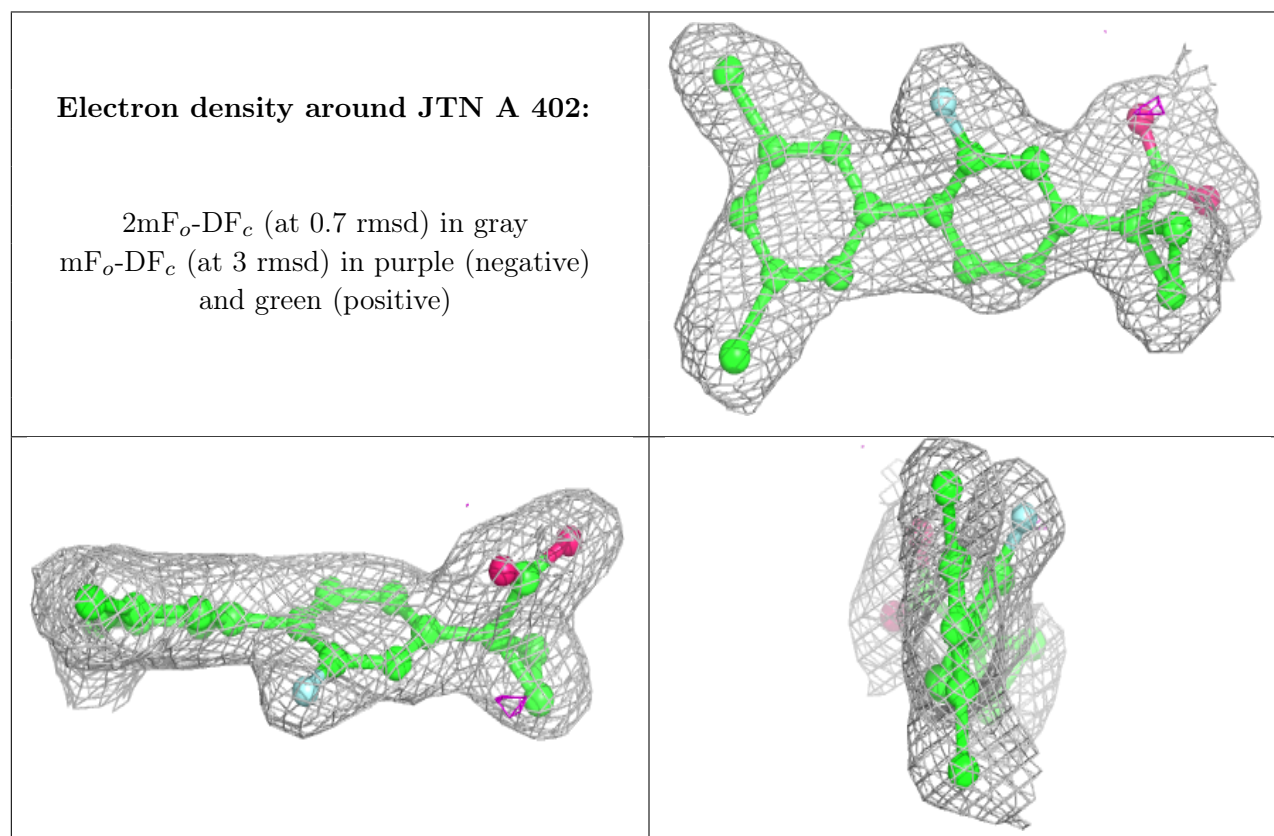 Electron density around JTN A 402:
2mFo-DFc (at 0.7 rmsd) in gray
mFo-DFc (at 3 rmsd) in purple (negative)
and green (positive)